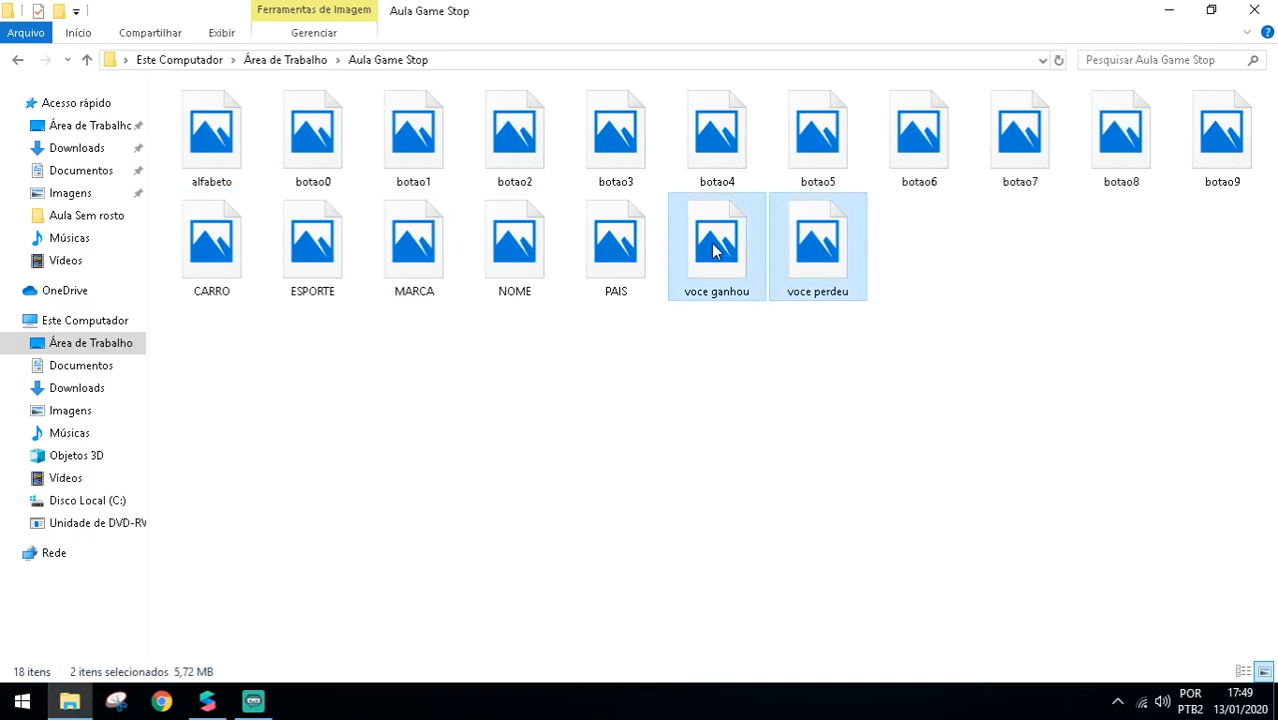 Ferramentas de Imagem
Aula Game Stop
Arquivo
Início
Compartilhar
Exibir
Gerenciar
Este Computador
Área de Trabalho
Aula Game Stop
Pesquisar Aula Game Stop
Acesso rápido
Área de Trabalhc
Downloads
Documentos
Imagens
Aula Sem rosto
Músicas
Vídeos
OneDrive
Este Computador
Área de Trabalho
Documentos
Downloads
Imagens
Músicas
Objetos 3D
Vídeos
Disco Local (C:)
Unidade de DVD-RW
Rede
alfabeto
botao0
botao1
botao2
botao3
botao4
botao5
botao6
botao7
botao8
botao9
CARRO
ESPORTE
MARCA
NOME
PAIS
voce ganhou
voce perdeu
18 itens
2 itens selecionados 5,72 MB
POR
PTB2
17:49
13/01/2020